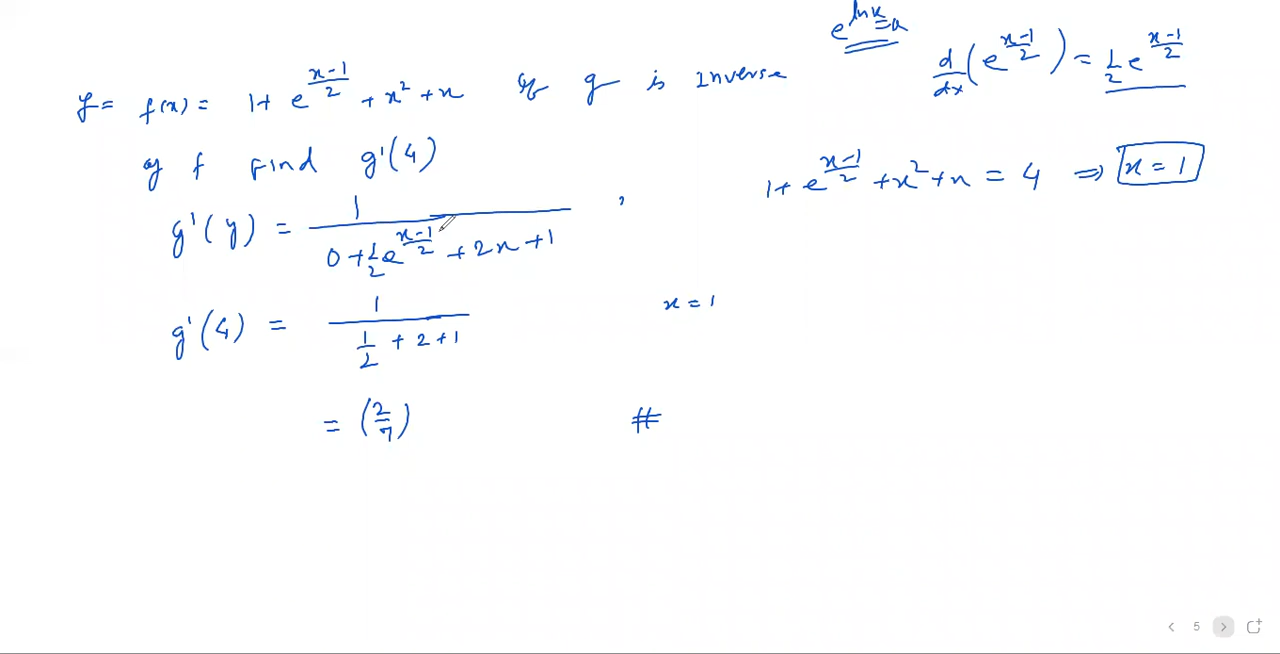 e^{ln x = a}
d/dx (e^{(x-1)/2}) = 1/2 e^{(x-1)/2}
y = f(x) = 1 + e^{(x-1)/2} + x² + x if g is inverse
of f Find g'(4)
1 + e^{(x-1)/2} + x² + x = 4 ⇒ x = 1
g'(y) = 1/(0 + 1/2 e^{(x-1)/2} + 2x + 1) ,
g'(4) = 1/(1/2 + 2 + 1) x = 1
= (2/7) #
5